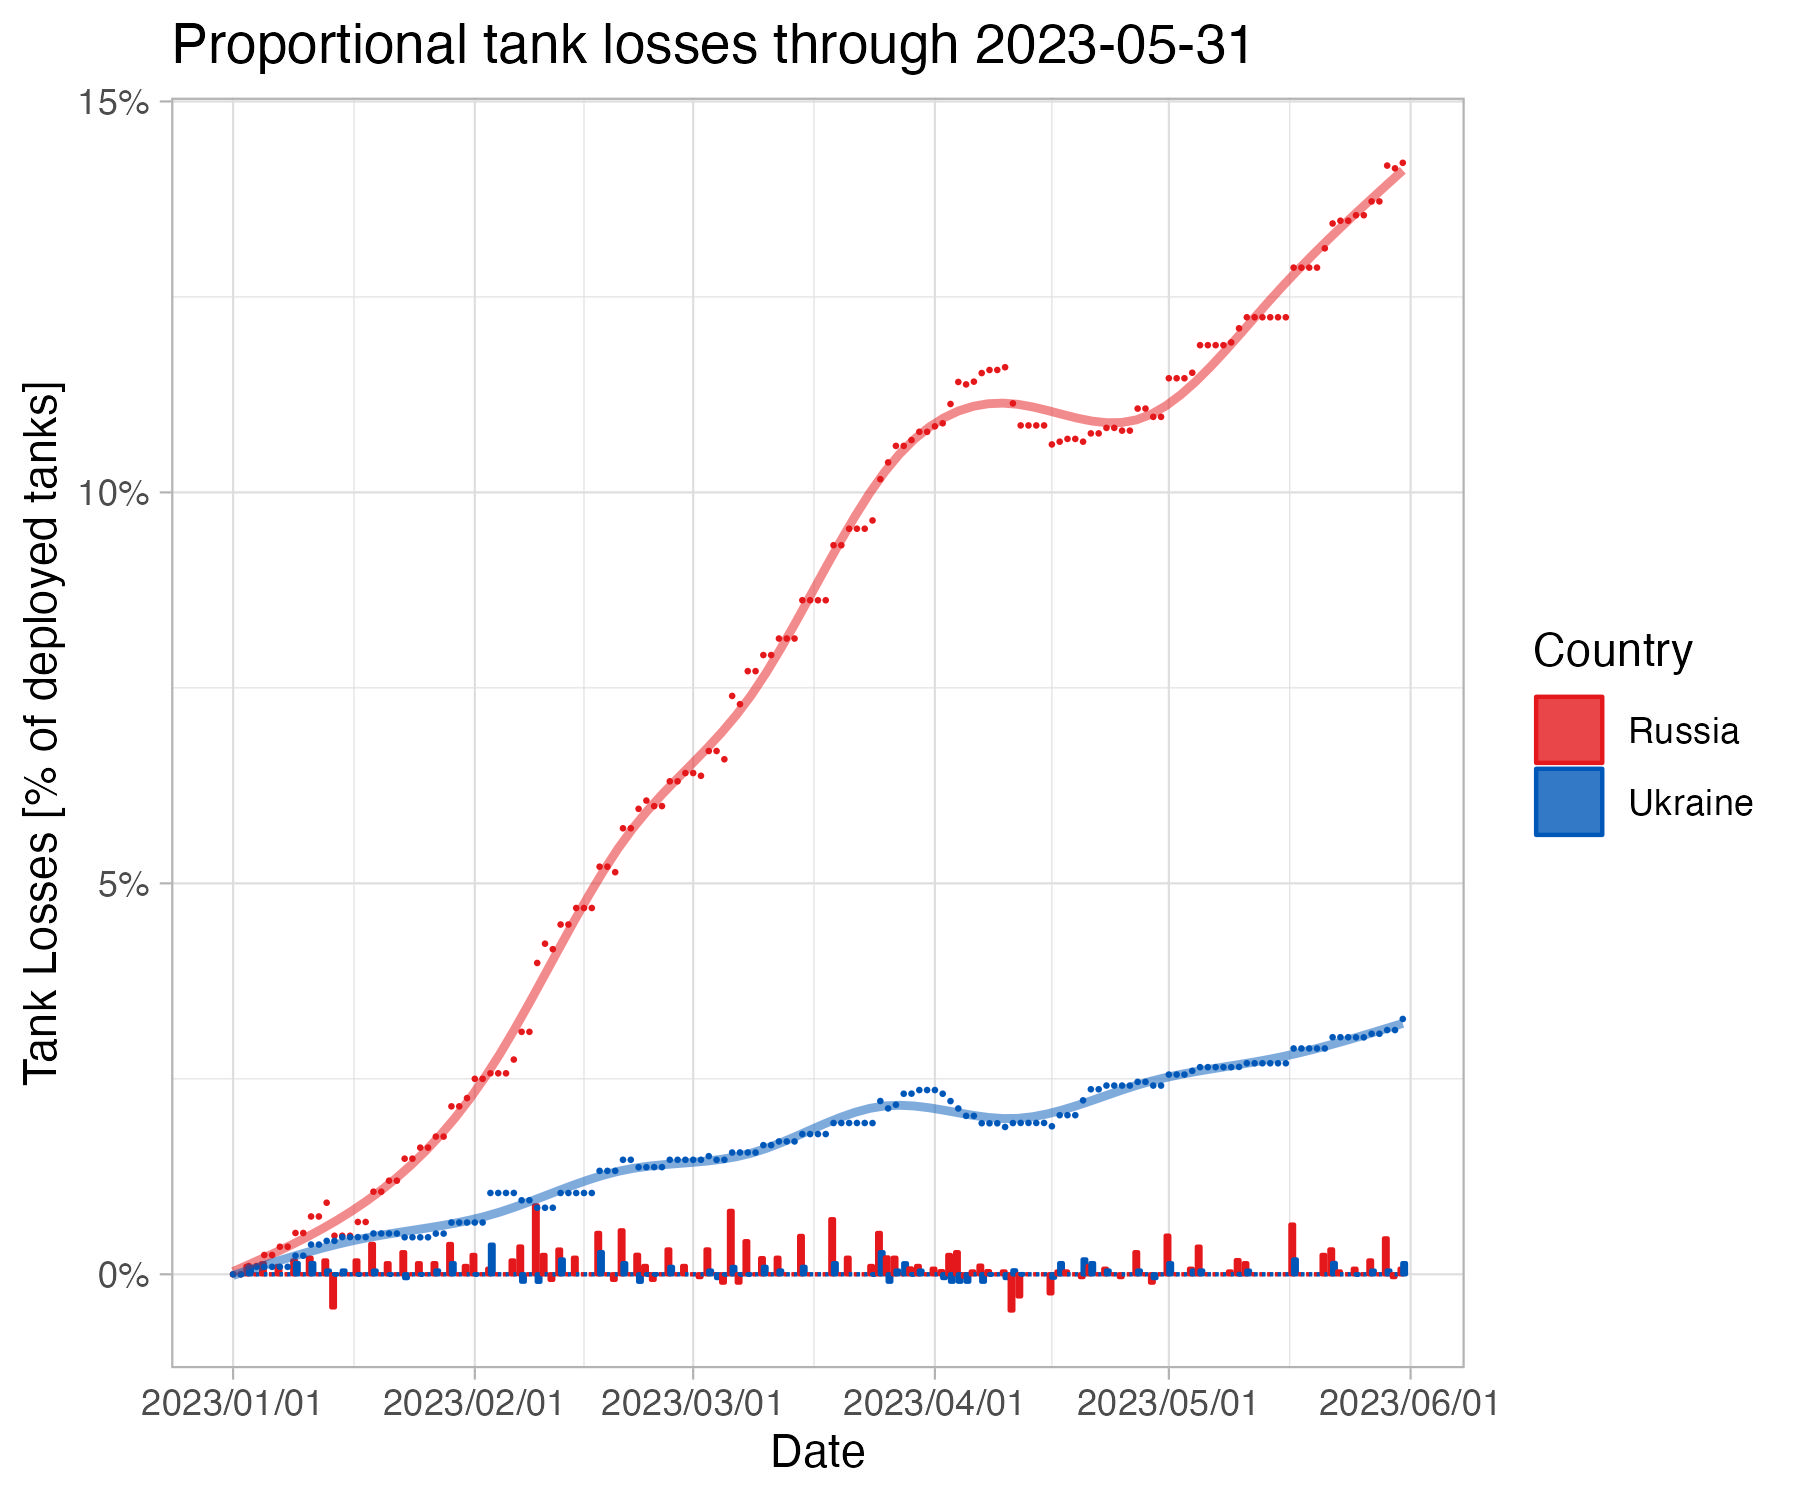 Proportional tank losses through 2023-05-31
Tank Losses [% of deployed tanks]
15%
10%
5%
0%
2023/01/01
2023/02/01
2023/03/01
2023/04/01
2023/05/01
2023/06/01
Date
Country
Russia
Ukraine